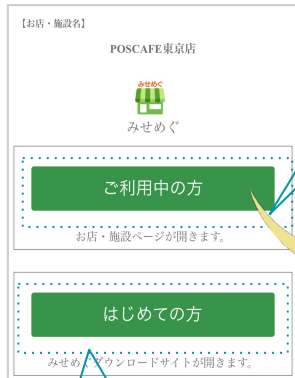 【お店・施設名】
POSCAFE東京店
みせめぐ
みせめぐ
ご利用中の方
お店・施設ページが開きます。
はじめての方
みせめぐダウンロードサイトが開きます。